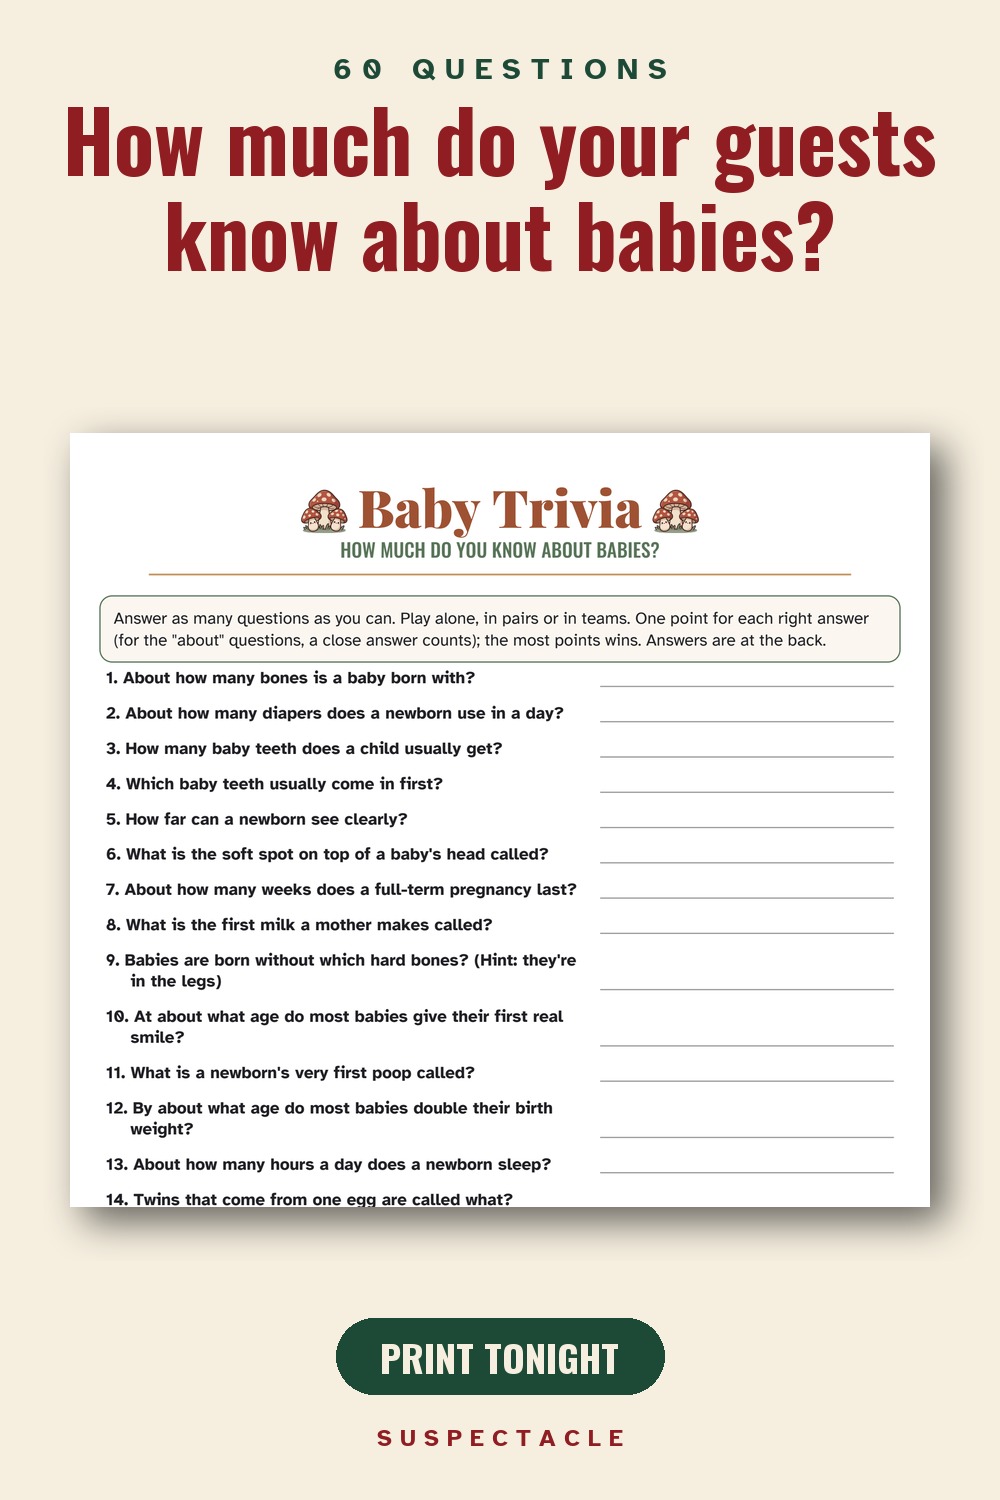 60 QUESTIONS
How much do your guests
know about babies?
Baby Trivia
HOW MUCH DO YOU KNOW ABOUT BABIES?
Answer as many questions as you can. Play alone, in pairs or in teams. One point for each right answer
(for the "about" questions, a close answer counts); the most points wins. Answers are at the back.
1. About how many bones is a baby born with?
2. About how many diapers does a newborn use in a day?
3. How many baby teeth does a child usually get?
4. Which baby teeth usually come in first?
5. How far can a newborn see clearly?
6. What is the soft spot on top of a baby's head called?
7. About how many weeks does a full-term pregnancy last?
8. What is the first milk a mother makes called?
9. Babies are born without which hard bones? (Hint: they're
in the legs)
10. At about what age do most babies give their first real
smile?
11. What is a newborn's very first poop called?
12. By about what age do most babies double their birth
weight?
13. About how many hours a day does a newborn sleep?
14. Twins that come from one egg are called what?
PRINT TONIGHT
SUSPECTACLE